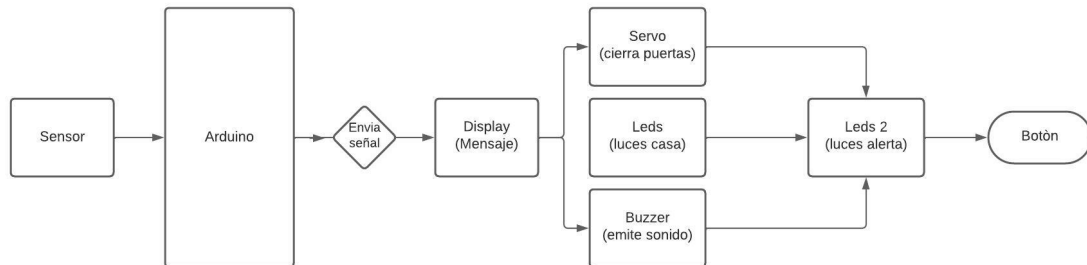 Sensor
Arduino
Envia
señal
Display
(Mensaje)
Servo
(cierra puertas)
Leds
(luces casa)
Buzzer
(emite sonido)
Leds 2
(luces alerta)
Botòn